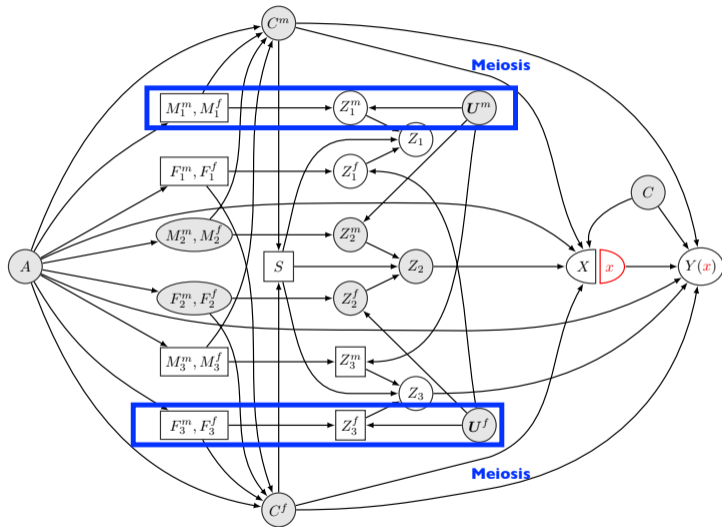 C^m
Meiosis
M_1^m, M_1^f
Z_1^m
U^m
Z_1
F_1^m, F_1^f
Z_1^f
C
M_2^m, M_2^f
Z_2^m
A
S
Z_2
X
x
Y(x)
F_2^m, F_2^f
Z_2^f
M_3^m, M_3^f
Z_3^m
Z_3
F_3^m, F_3^f
Z_3^f
U^f
Meiosis
C^f